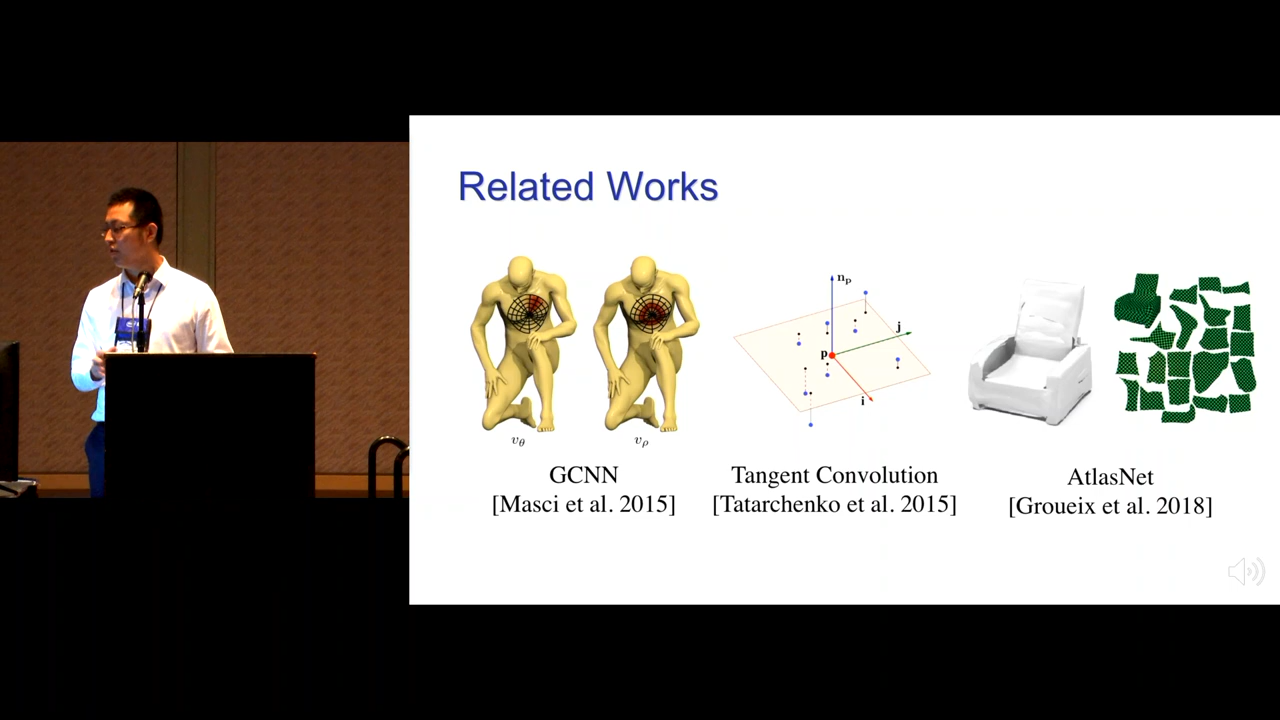 Related Works
n_p
j
p
i
v_θ
v_ρ
GCNN
[Masci et al. 2015]
Tangent Convolution
[Tatarchenko et al. 2015]
AtlasNet
[Groueix et al. 2018]